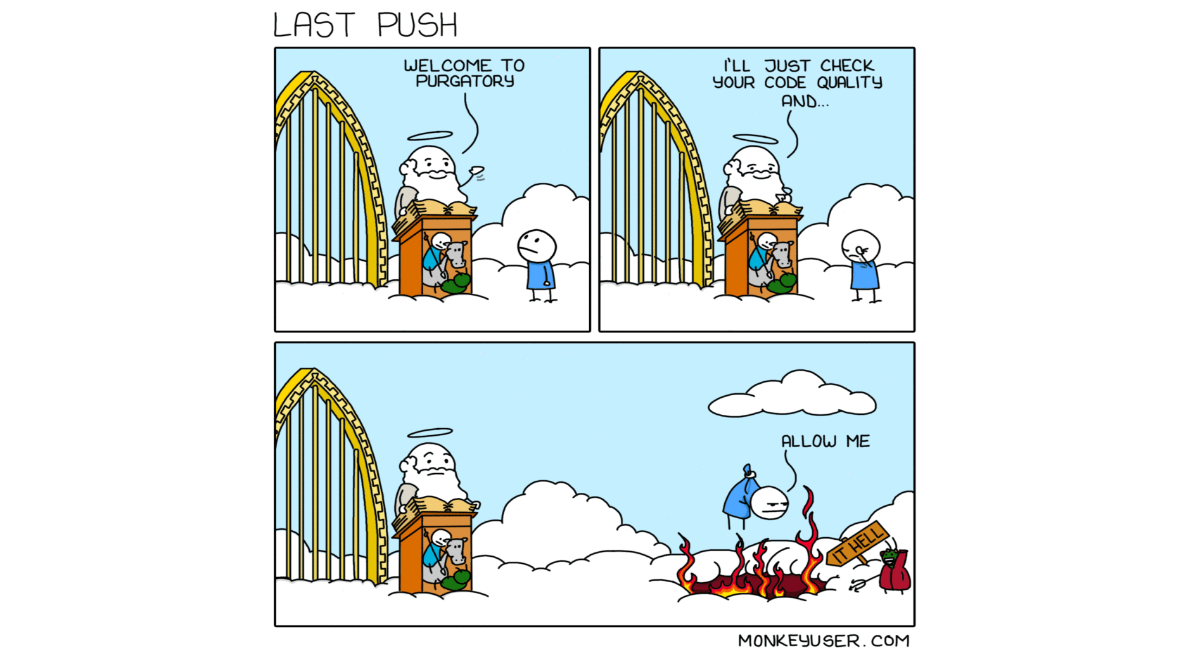 LAST PUSH
WELCOME TO
PURGATORY
I'LL JUST CHECK
YOUR CODE QUALITY
AND...
ALLOW ME
IT HELL
MONKEYUSER.COM